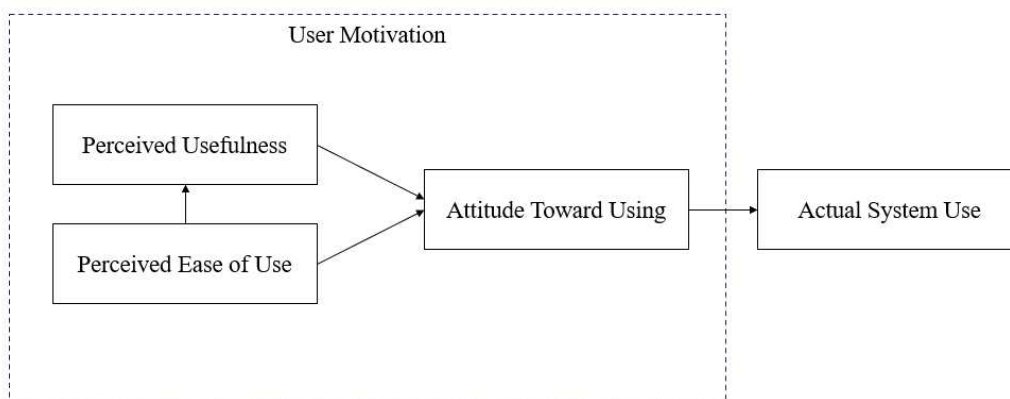 User Motivation
Perceived Usefulness
Attitude Toward Using
Actual System Use
Perceived Ease of Use